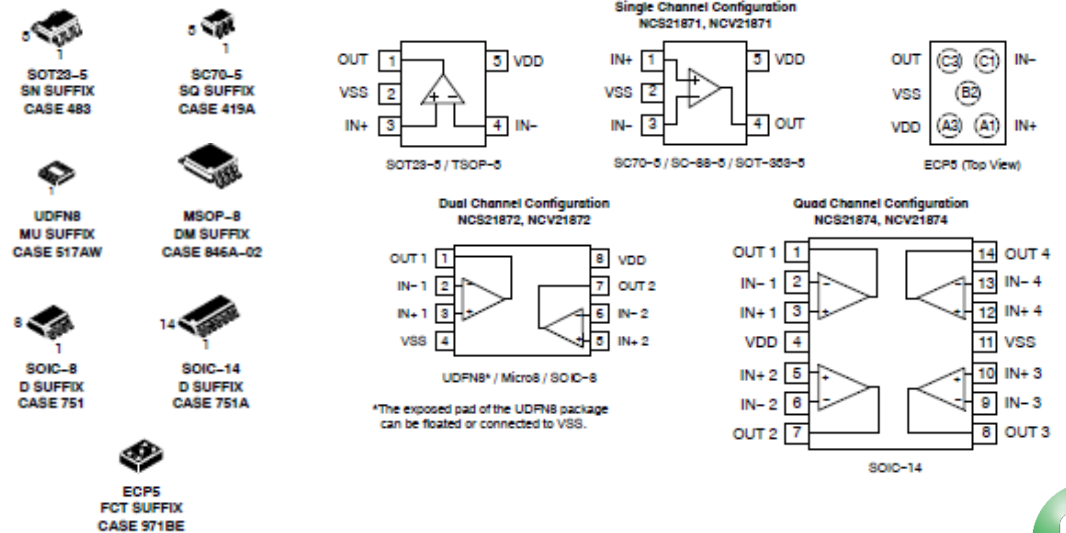 5
1
SOT23-5
SN SUFFIX
CASE 483
5
1
SC70-5
SQ SUFFIX
CASE 419A
1
UDFN8
MU SUFFIX
CASE 517AW
MSOP-8
DM SUFFIX
CASE 846A-02
8
1
SOIC-8
D SUFFIX
CASE 751
14
1
SOIC-14
D SUFFIX
CASE 751A
ECP5
FCT SUFFIX
CASE 971BE
Single Channel Configuration
NCS21871, NCV21871
OUT 1 5 VDD
VSS 2
IN+ 3 4 IN-
+ -
SOT23-5 / TSOP-5
IN+ 1 5 VDD
VSS 2
IN- 3 4 OUT
+
-
SC70-5 / SC-88-5 / SOT-353-5
OUT C3 C1 IN-
VSS B2
VDD A3 A1 IN+
ECP5 (Top View)
Dual Channel Configuration
NCS21872, NCV21872
OUT 1 1 8 VDD
IN- 1 2 7 OUT 2
IN+ 1 3 6 IN- 2
VSS 4 5 IN+ 2
-
+
-
+
UDFN8* / Micro8 / SOIC-8
*The exposed pad of the UDFN8 package
can be floated or connected to VSS.
Quad Channel Configuration
NCS21874, NCV21874
OUT 1 1 14 OUT 4
IN- 1 2 13 IN- 4
IN+ 1 3 12 IN+ 4
VDD 4 11 VSS
IN+ 2 5 10 IN+ 3
IN- 2 6 9 IN- 3
OUT 2 7 8 OUT 3
-
+
-
+
+
-
+
-
SOIC-14